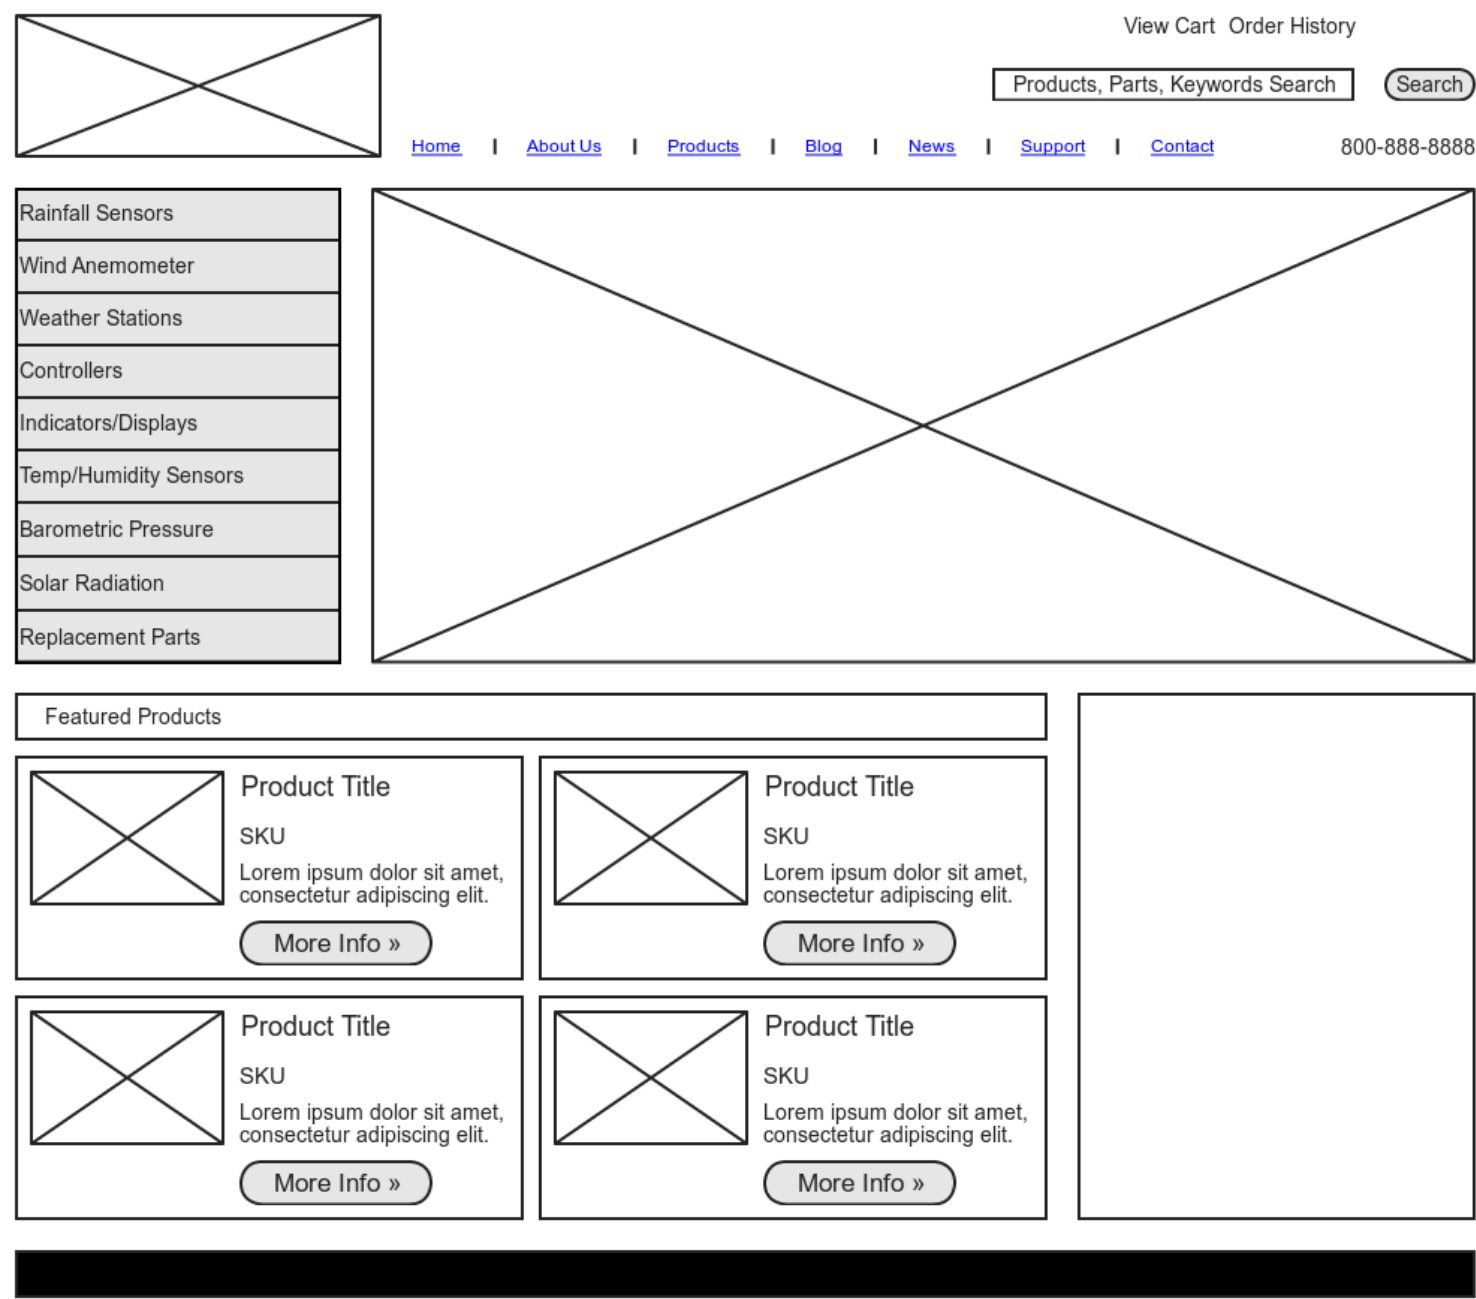 View Cart Order History
Products, Parts, Keywords Search Search
Home | About Us | Products | Blog | News | Support | Contact 800-888-8888
Rainfall Sensors
Wind Anemometer
Weather Stations
Controllers
Indicators/Displays
Temp/Humidity Sensors
Barometric Pressure
Solar Radiation
Replacement Parts
Featured Products
Product Title
SKU
Lorem ipsum dolor sit amet,
consectetur adipiscing elit.
More Info »
Product Title
SKU
Lorem ipsum dolor sit amet,
consectetur adipiscing elit.
More Info »
Product Title
SKU
Lorem ipsum dolor sit amet,
consectetur adipiscing elit.
More Info »
Product Title
SKU
Lorem ipsum dolor sit amet,
consectetur adipiscing elit.
More Info »